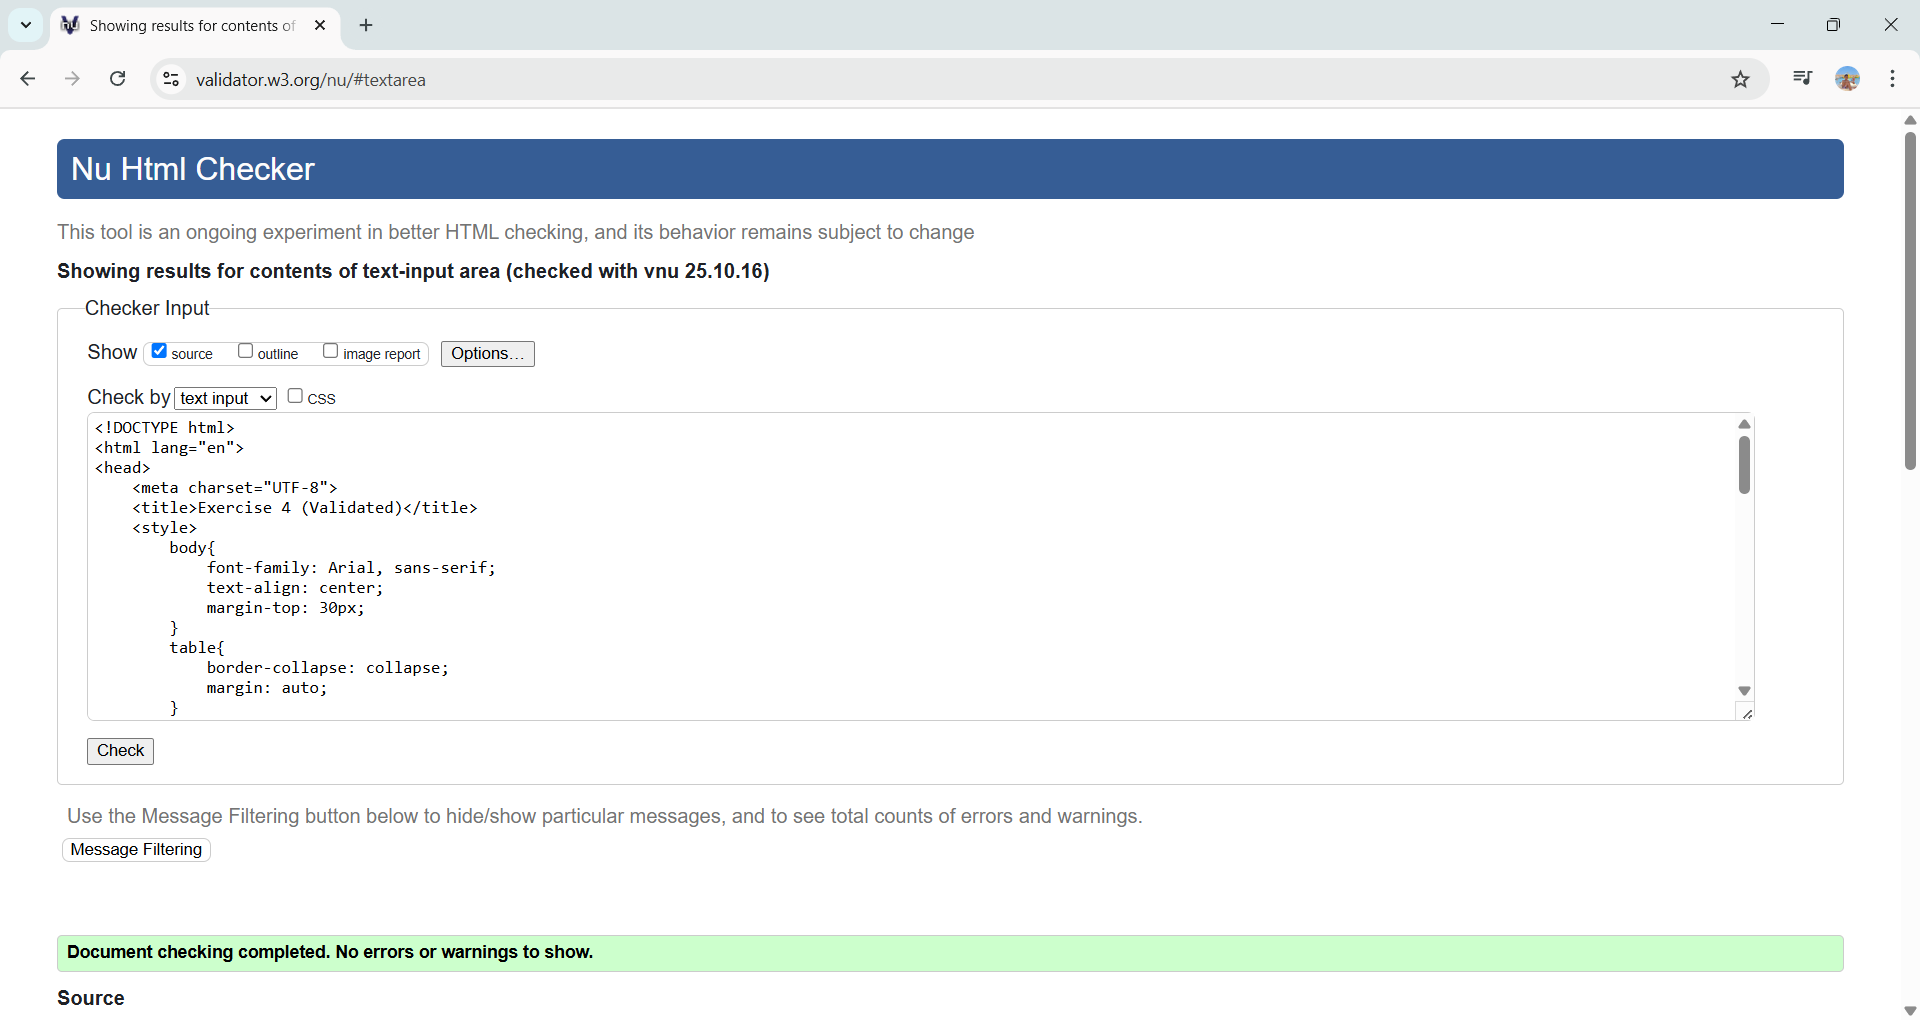 Showing results for contents of
validator.w3.org/nu/#textarea
Nu Html Checker
This tool is an ongoing experiment in better HTML checking, and its behavior remains subject to change
Showing results for contents of text-input area (checked with vnu 25.10.16)
Checker Input
Show source outline image report Options…
Check by text input CSS
<!DOCTYPE html>
<html lang="en">
<head>
    <meta charset="UTF-8">
    <title>Exercise 4 (Validated)</title>
    <style>
        body{
            font-family: Arial, sans-serif;
            text-align: center;
            margin-top: 30px;
        }
        table{
            border-collapse: collapse;
            margin: auto;
        }
Check
Use the Message Filtering button below to hide/show particular messages, and to see total counts of errors and warnings.
Message Filtering
Document checking completed. No errors or warnings to show.
Source